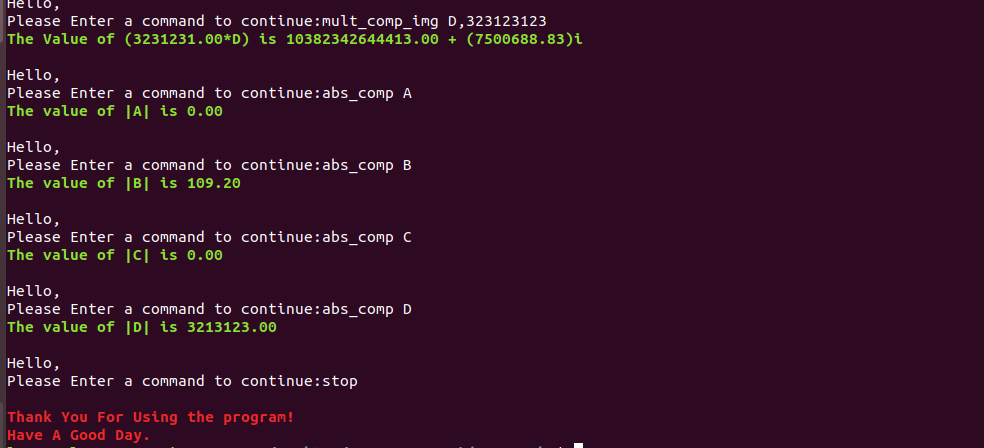 Hello,
Please Enter a command to continue:mult_comp_img D,323123123
The Value of (3231231.00*D) is 10382342644413.00 + (7500688.83)i
Hello,
Please Enter a command to continue:abs_comp A
The value of |A| is 0.00
Hello,
Please Enter a command to continue:abs_comp B
The value of |B| is 109.20
Hello,
Please Enter a command to continue:abs_comp C
The value of |C| is 0.00
Hello,
Please Enter a command to continue:abs_comp D
The value of |D| is 3213123.00
Hello,
Please Enter a command to continue:stop
Thank You For Using the program!
Have A Good Day.